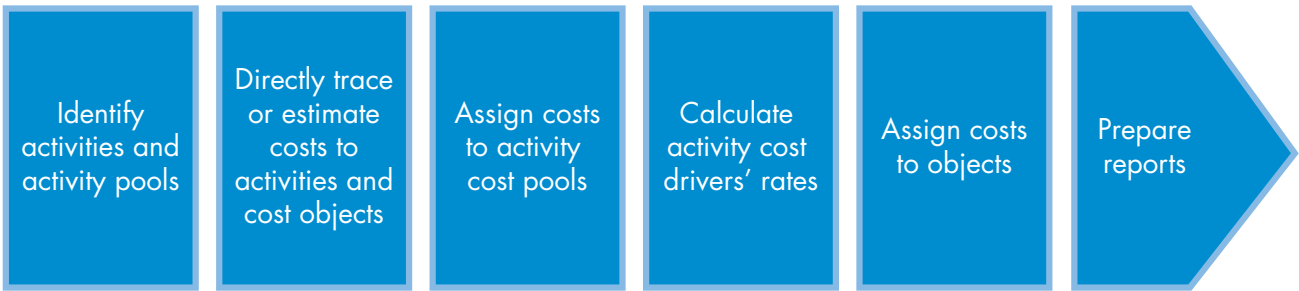 Identify
activities and
activity pools
Directly trace
or estimate
costs to
activities and
cost objects
Assign costs
to activity
cost pools
Calculate
activity cost
drivers’ rates
Assign costs
to objects
Prepare
reports